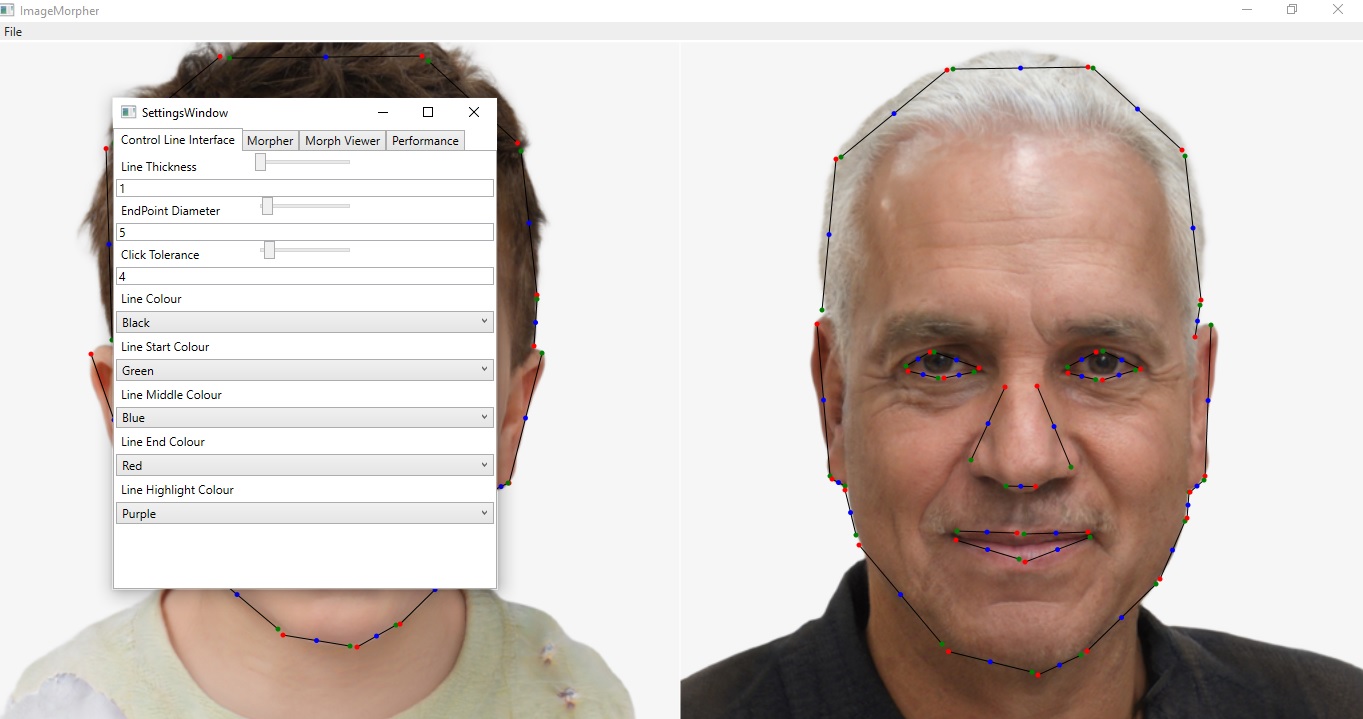 ImageMorpher
File
SettingsWindow
Control Line Interface Morpher Morph Viewer Performance
Line Thickness
1
EndPoint Diameter
5
Click Tolerance
4
Line Colour
Black
Line Start Colour
Green
Line Middle Colour
Blue
Line End Colour
Red
Line Highlight Colour
Purple